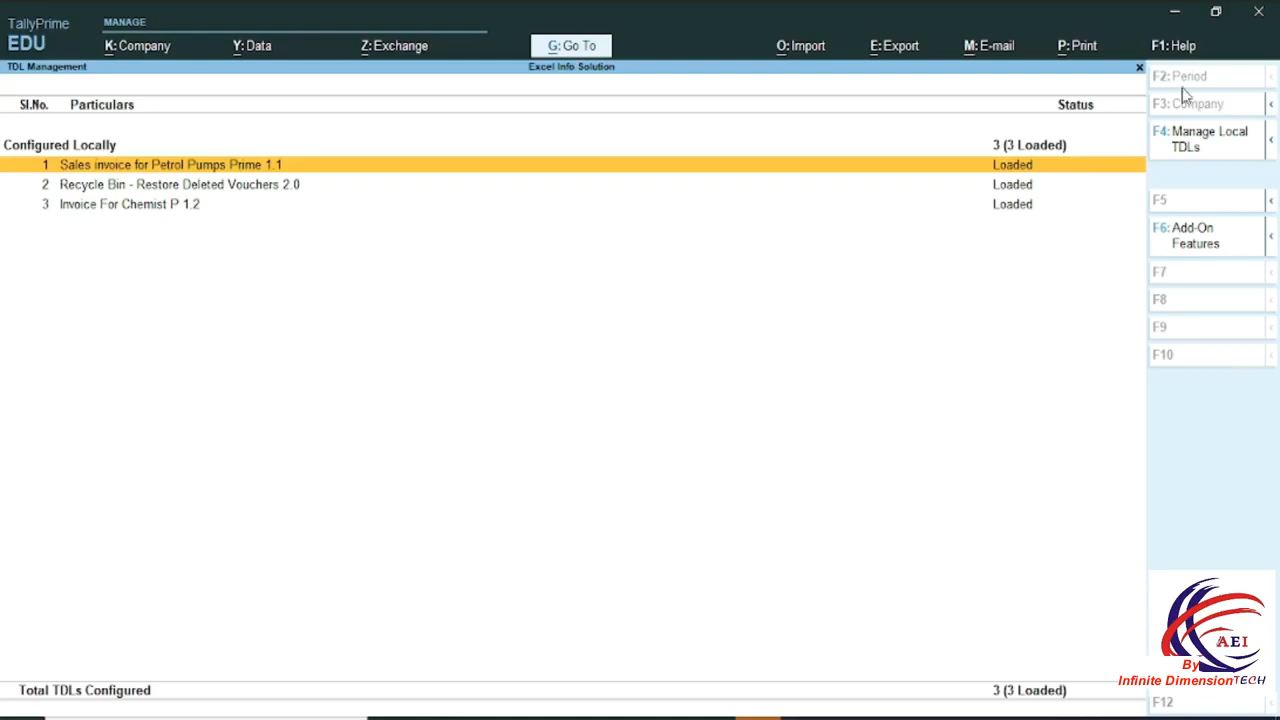 TallyPrime
EDU
MANAGE
K: Company Y: Data Z: Exchange G: Go To O: Import E: Export M: E-mail P: Print F1: Help
TDL Management Excel Info Solution x
Sl.No. Particulars Status
Configured Locally 3 (3 Loaded)
1 Sales invoice for Petrol Pumps Prime 1.1 Loaded
2 Recycle Bin - Restore Deleted Vouchers 2.0 Loaded
3 Invoice For Chemist P 1.2 Loaded
Total TDLs Configured 3 (3 Loaded)
F2: Period
F3: Company
F4: Manage Local
TDLs
F5
F6: Add-On
Features
F7
F8
F9
F10
AEI
By
Infinite Dimension TECH
F12